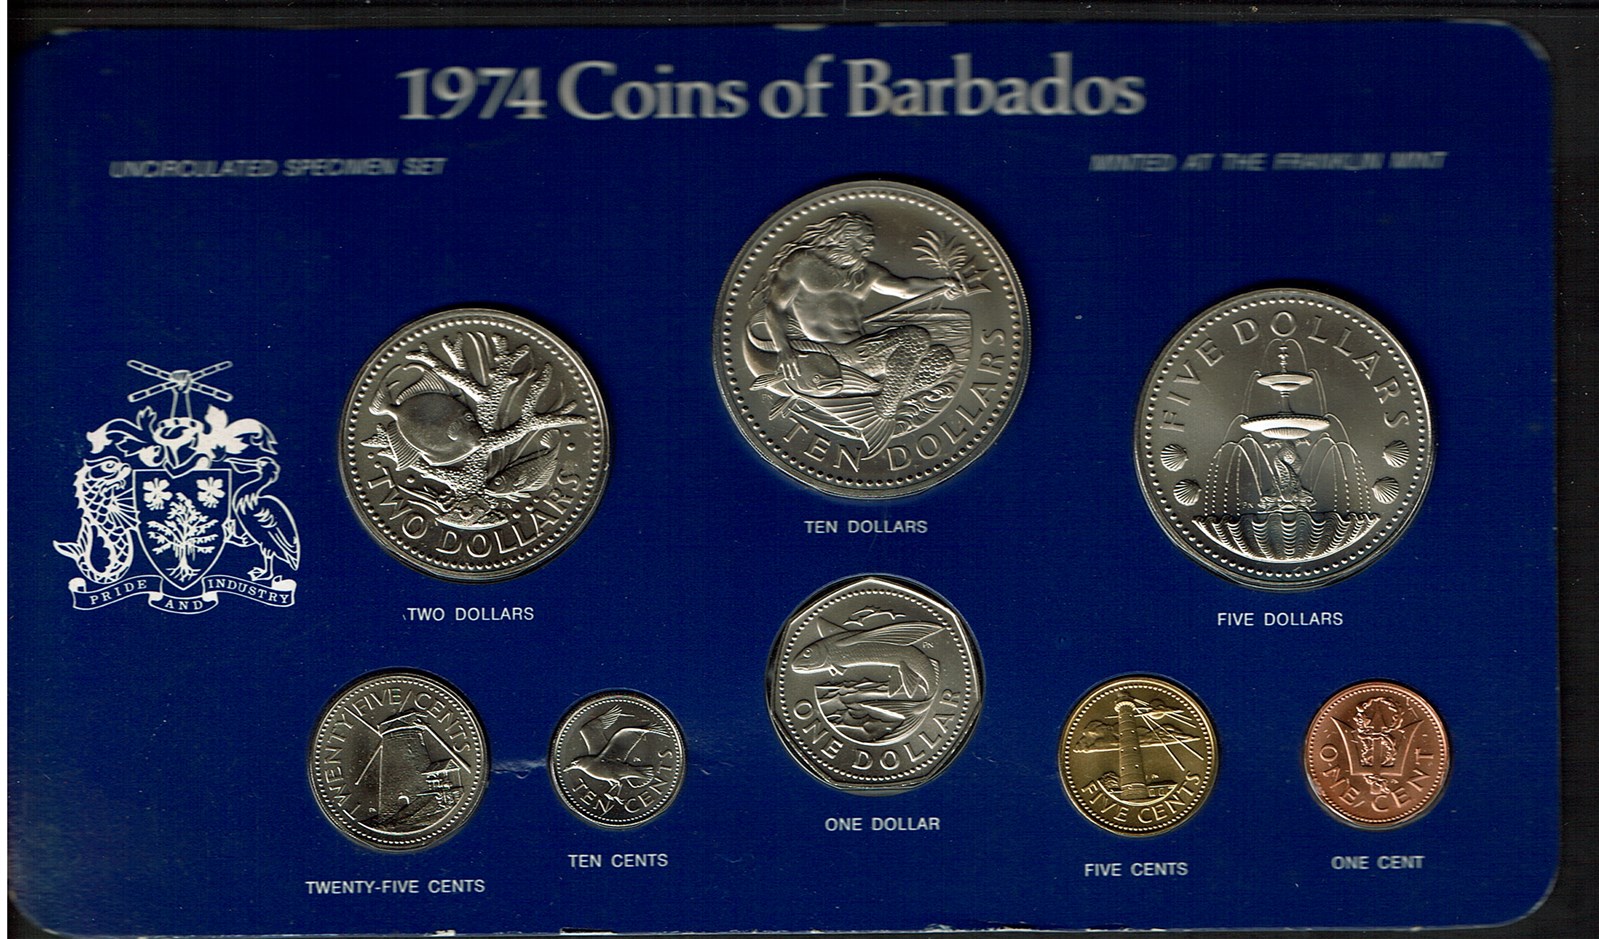 1974 Coins of Barbados
UNCIRCULATED SPECIMEN SET
MINTED AT THE FRANKLIN MINT
TEN DOLLARS
TEN DOLLARS
FIVE DOLLARS
FIVE DOLLARS
TWO DOLLARS
TWO DOLLARS
PRIDE AND INDUSTRY
ONE DOLLAR
ONE DOLLAR
TWENTY FIVE CENTS
TWENTY-FIVE CENTS
TEN CENTS
TEN CENTS
FIVE CENTS
FIVE CENTS
ONE CENT
ONE CENT